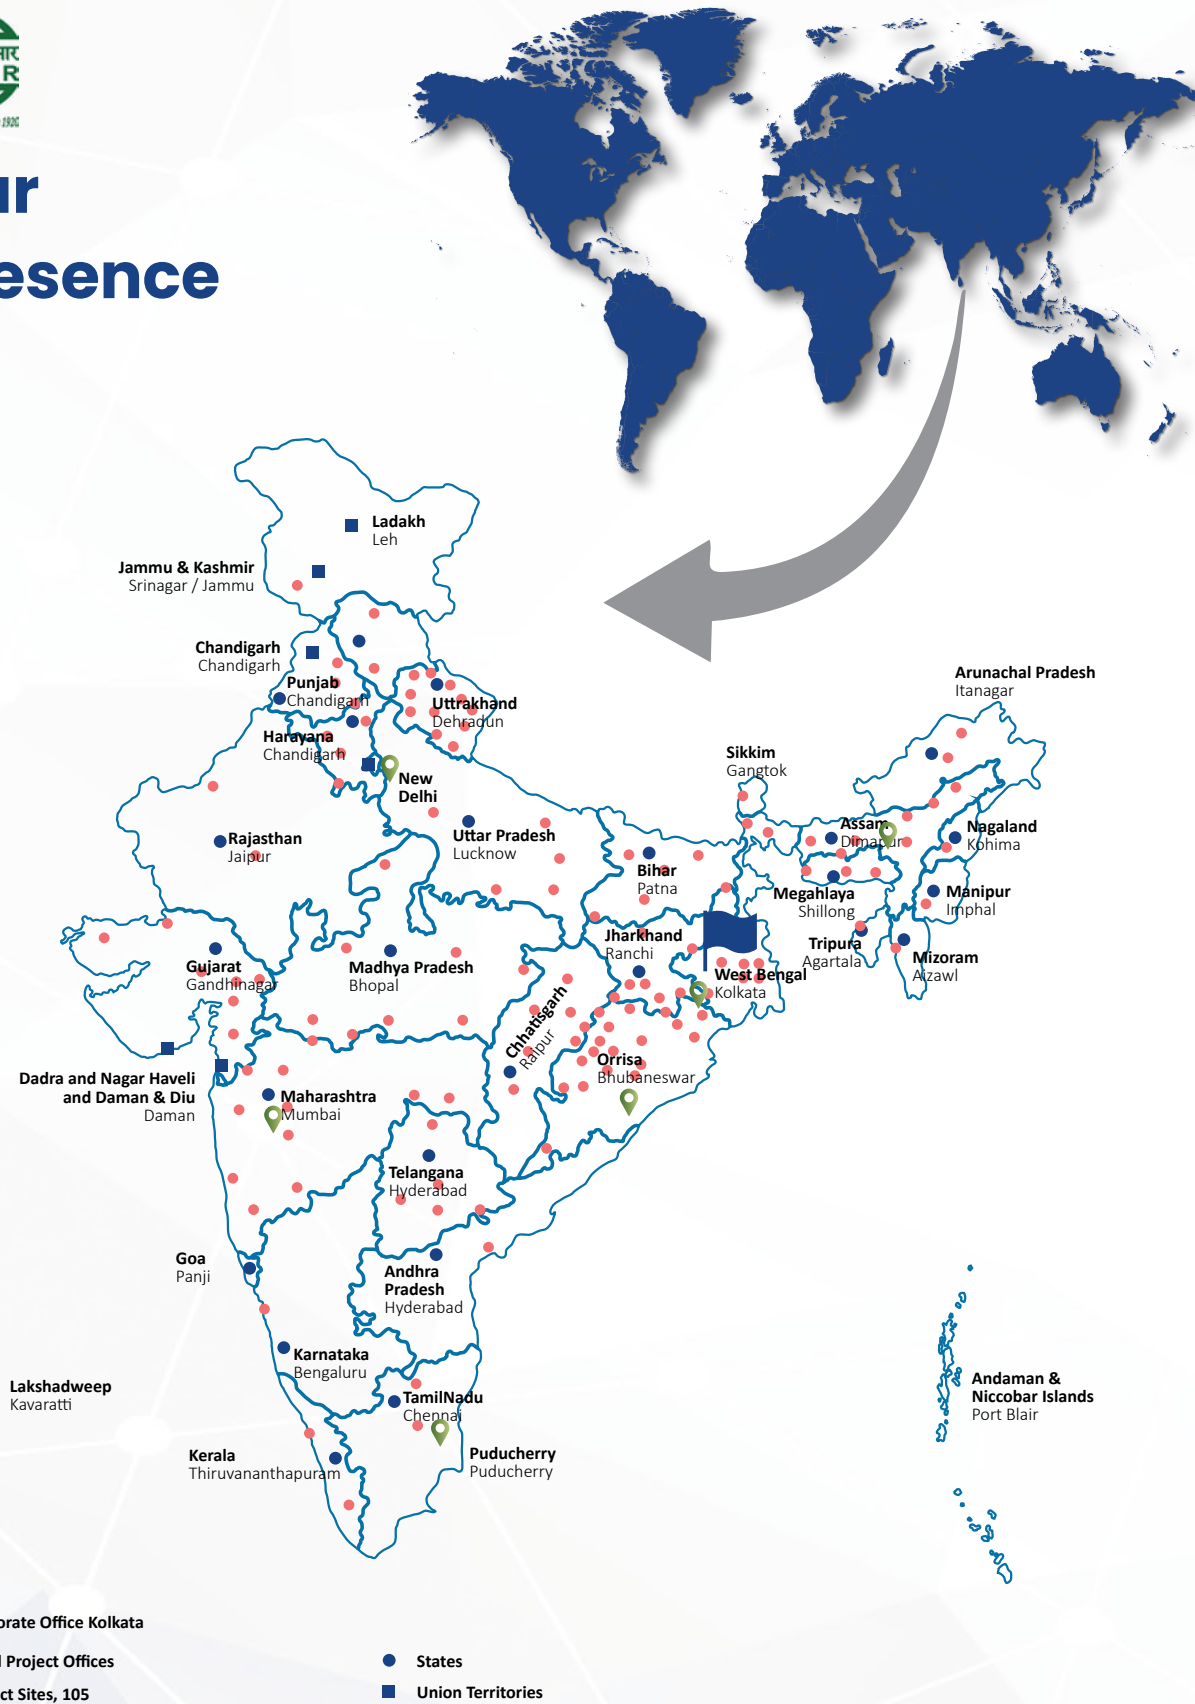 मार
R
1920
ur
esence
Ladakh
Leh
Jammu & Kashmir
Srinagar / Jammu
Chandigarh
Chandigarh
Punjab
Chandigarh
Uttrakhand
Dehradun
Harayana
Chandigarh
New
Delhi
Arunachal Pradesh
Itanagar
Sikkim
Gangtok
Rajasthan
Jaipur
Uttar Pradesh
Lucknow
Assam
Dimapur
Nagaland
Kohima
Bihar
Patna
Megahlaya
Shillong
Manipur
Imphal
Jharkhand
Ranchi
Tripura
Agartala
Mizoram
Aizawl
Gujarat
Gandhinagar
Madhya Pradesh
Bhopal
West Bengal
Kolkata
Chhatisgarh
Raipur
Orrisa
Bhubaneswar
Dadra and Nagar Haveli
and Daman & Diu
Daman
Maharashtra
Mumbai
Telangana
Hyderabad
Goa
Panji
Andhra
Pradesh
Hyderabad
Karnataka
Bengaluru
Lakshadweep
Kavaratti
TamilNadu
Chennai
Andaman &
Niccobar Islands
Port Blair
Kerala
Thiruvananthapuram
Puducherry
Puducherry
orate Office Kolkata
l Project Offices
States
ct Sites, 105
Union Territories